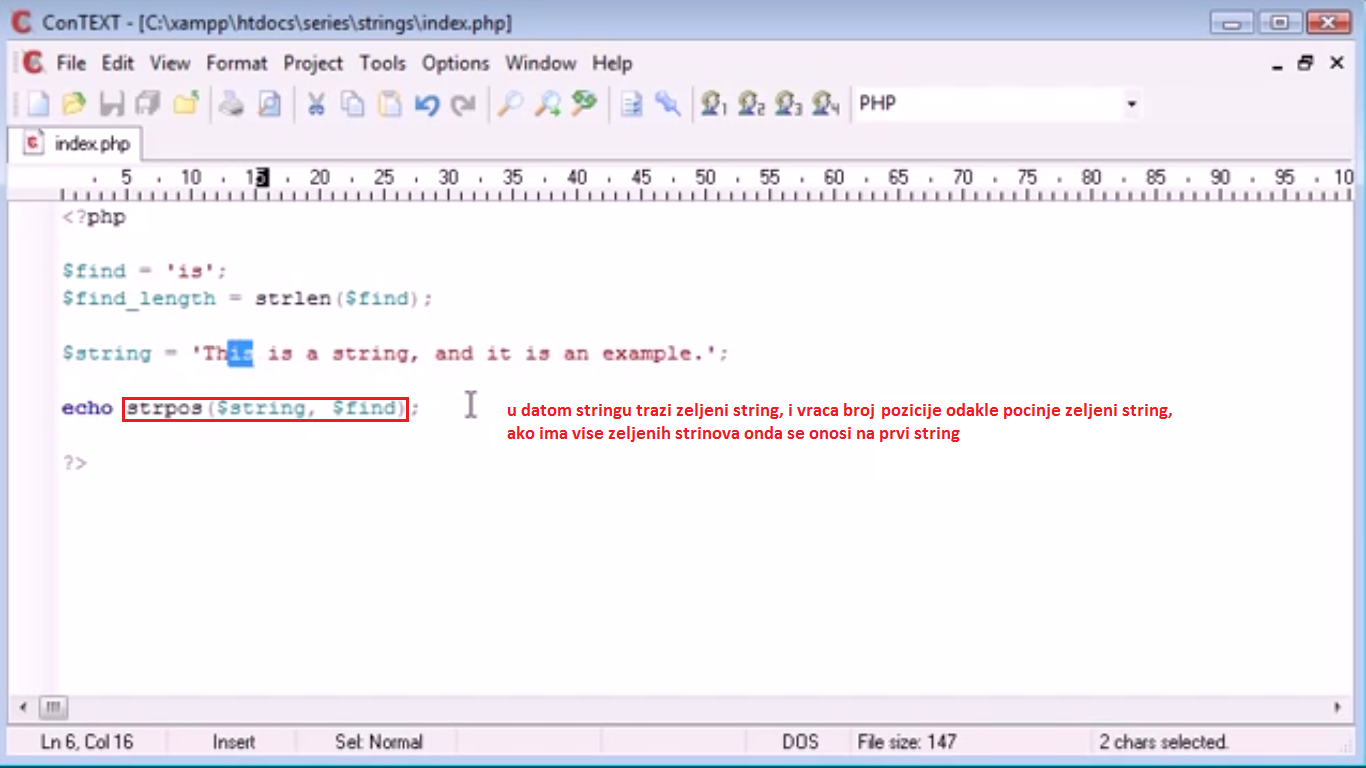 ConTEXT - [C:\xampp\htdocs\series\strings\index.php]
File Edit View Format Project Tools Options Window Help
1 2 3 4 PHP
index.php
5 10 15 20 25 30 35 40 45 50 55 60 65 70 75 80 85 90 95 10
<?php
$find = 'is';
$find_length = strlen($find);
$string = 'This is a string, and it is an example.';
echo strpos($string, $find);
u datom stringu trazi zeljeni string, i vraca broj pozicije odakle pocinje zeljeni string,
ako ima vise zeljenih strinova onda se onosi na prvi string
?>
Ln 6, Col 16 Insert Sel: Normal DOS File size: 147 2 chars selected.